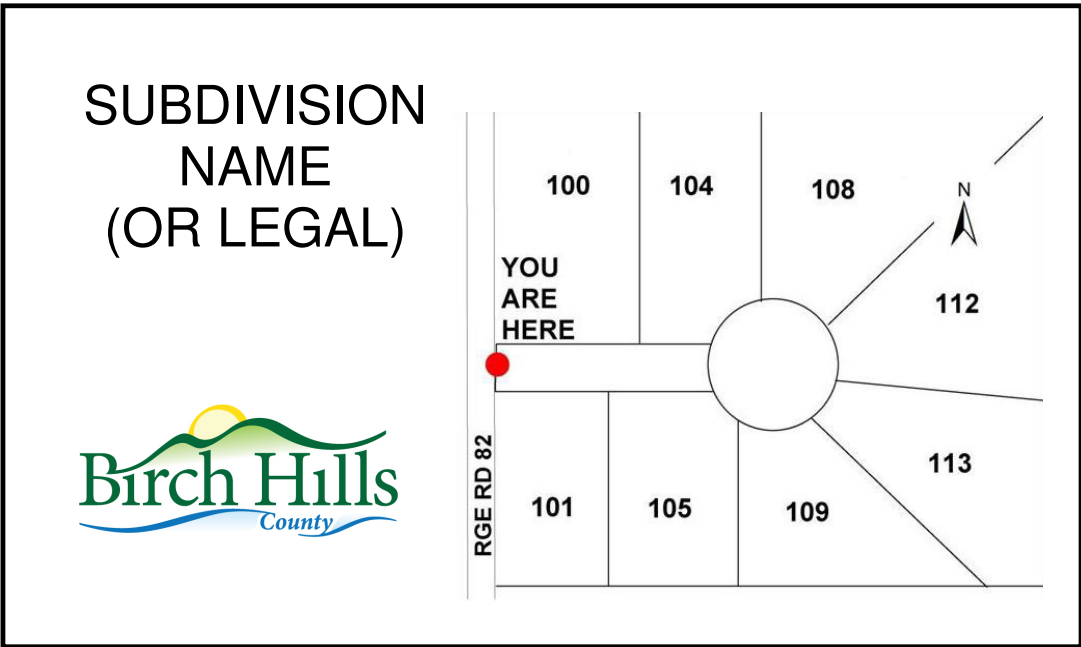 SUBDIVISION
NAME
(OR LEGAL)
Birch Hills
County
100
104
108
N
YOU
ARE
HERE
112
RGE RD 82
101
105
109
113